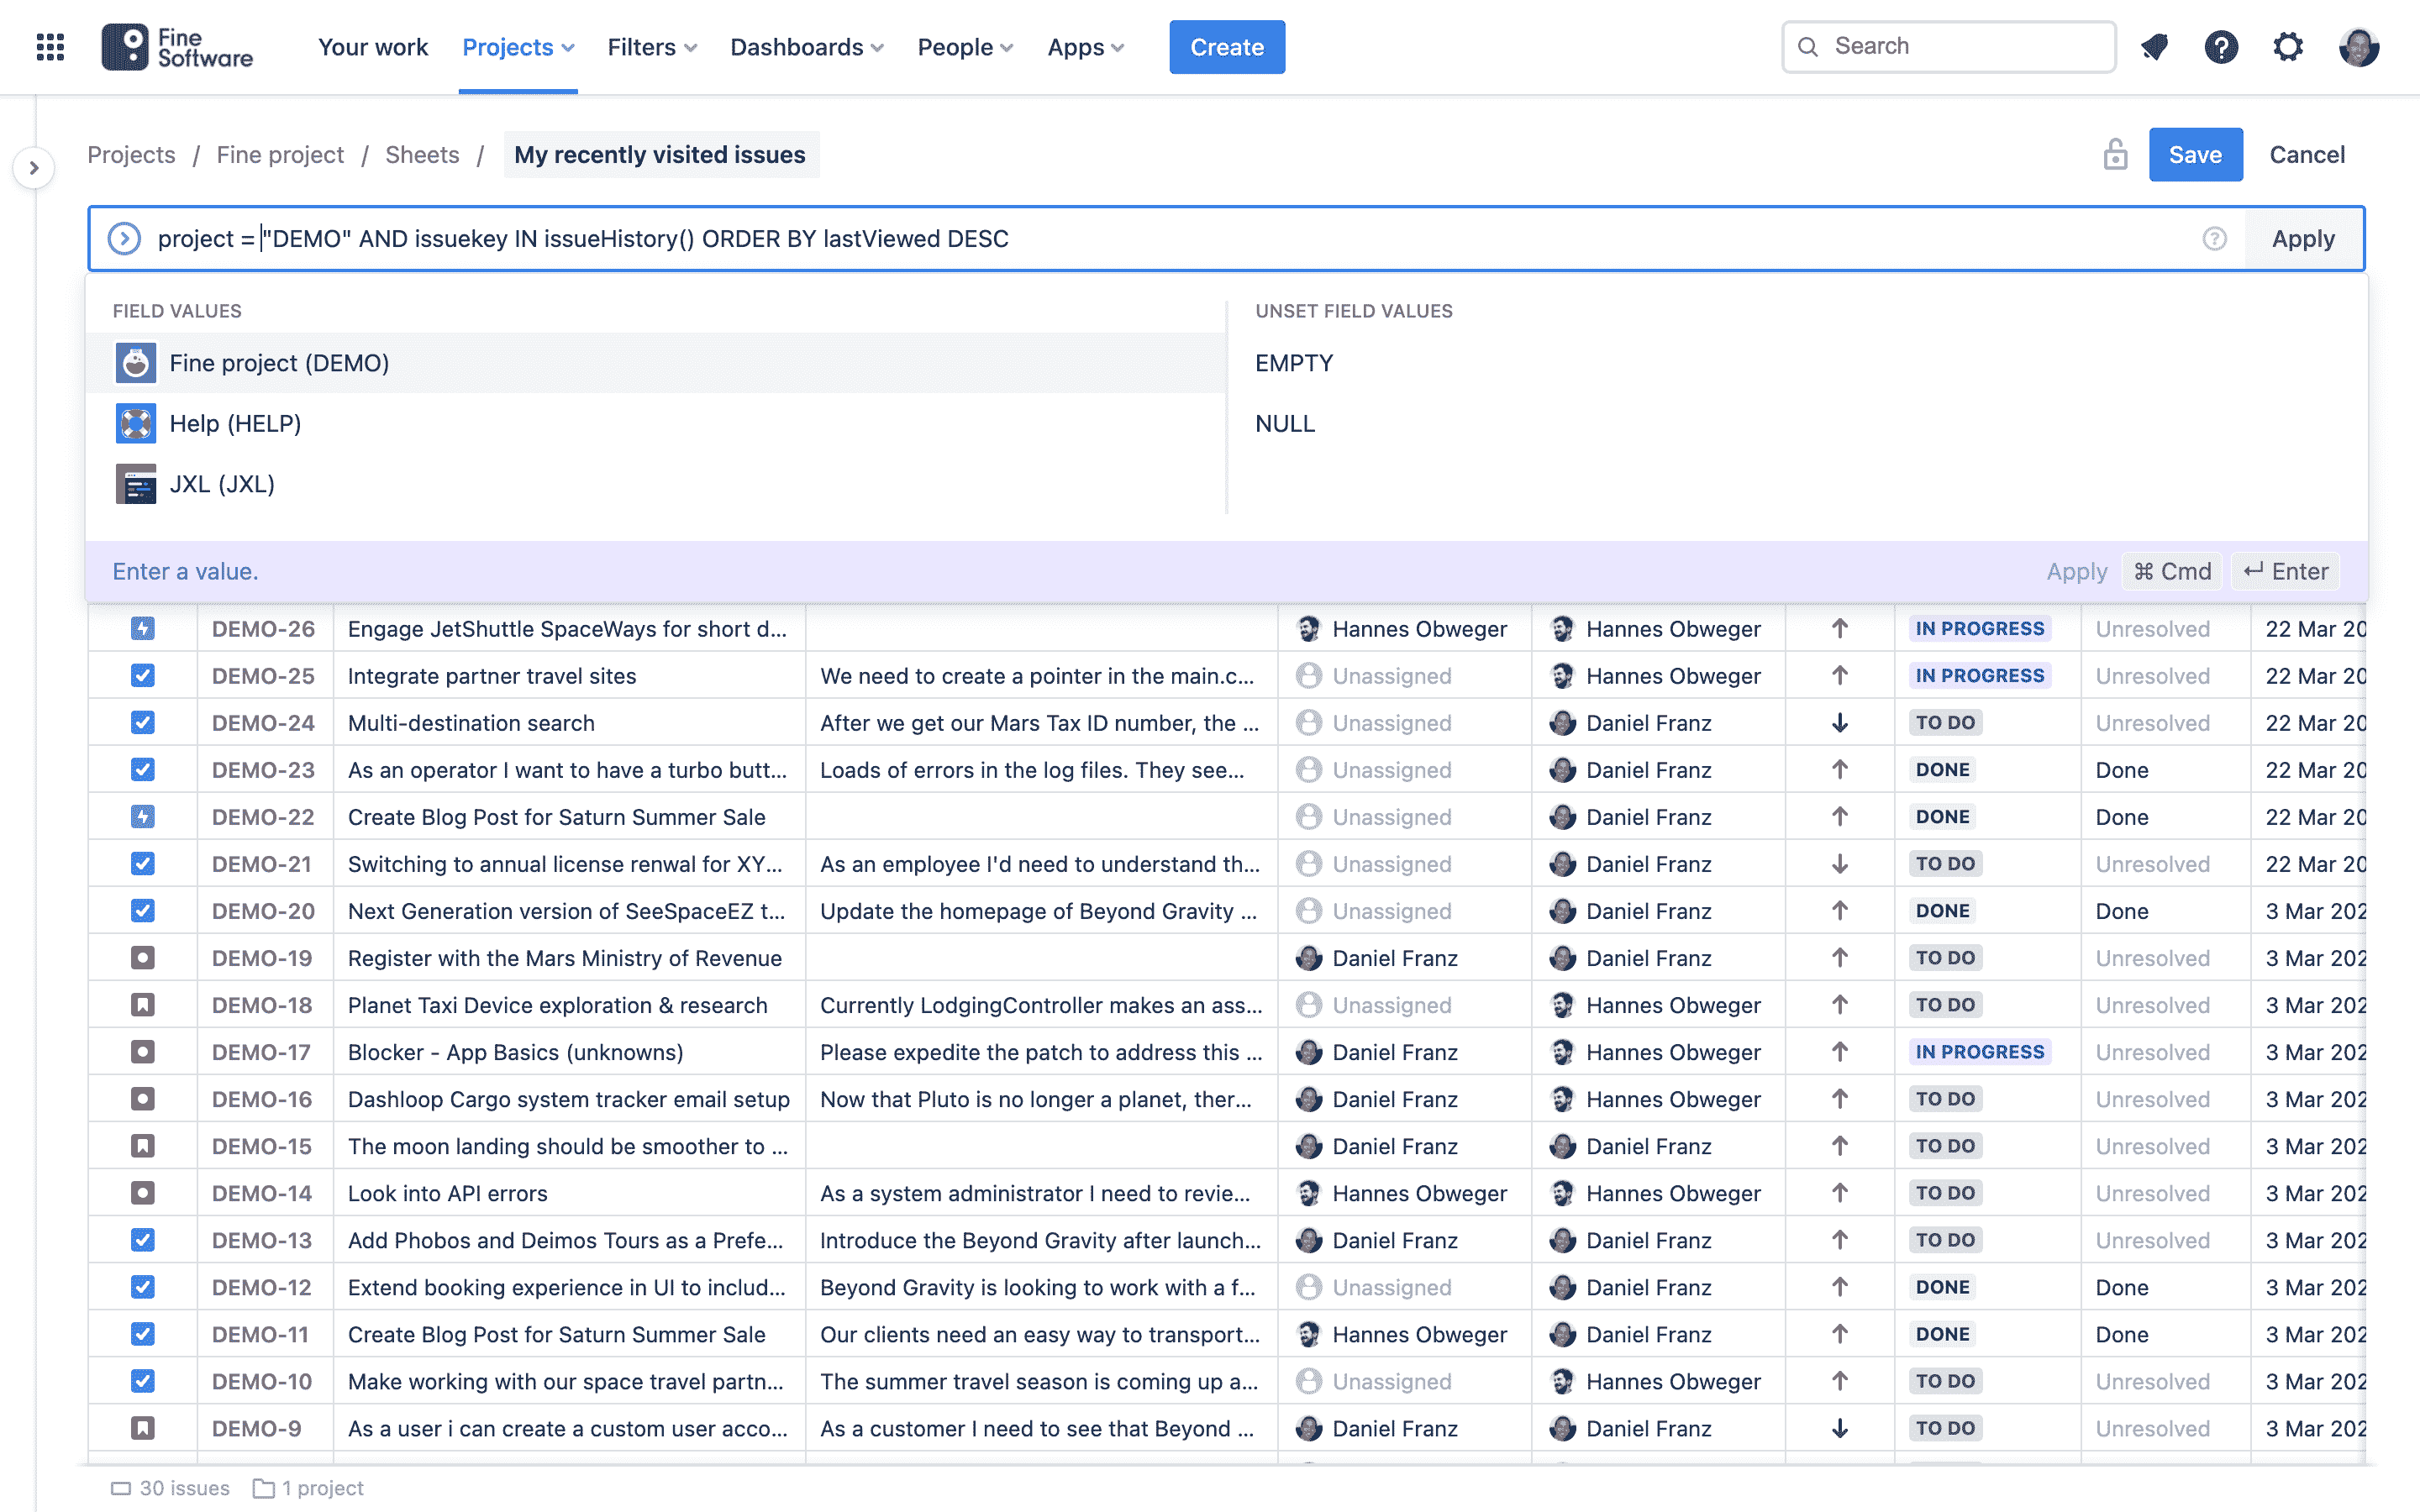 Fine Software
Your work Projects Filters Dashboards People Apps Create Search
Projects / Fine project / Sheets / My recently visited issues Save Cancel
project = "DEMO" AND issuekey IN issueHistory() ORDER BY lastViewed DESC Apply
FIELD VALUES UNSET FIELD VALUES
Fine project (DEMO) EMPTY
Help (HELP) NULL
JXL (JXL)
Enter a value. Apply ⌘ Cmd ↵ Enter
DEMO-26 Engage JetShuttle SpaceWays for short d... Hannes Obweger Hannes Obweger ↑ IN PROGRESS Unresolved 22 Mar 20
DEMO-25 Integrate partner travel sites We need to create a pointer in the main.c... Unassigned Hannes Obweger ↑ IN PROGRESS Unresolved 22 Mar 20
DEMO-24 Multi-destination search After we get our Mars Tax ID number, the ... Unassigned Daniel Franz ↓ TO DO Unresolved 22 Mar 20
DEMO-23 As an operator I want to have a turbo butt... Loads of errors in the log files. They see... Unassigned Daniel Franz ↑ DONE Done 22 Mar 20
DEMO-22 Create Blog Post for Saturn Summer Sale Unassigned Daniel Franz ↑ DONE Done 22 Mar 20
DEMO-21 Switching to annual license renwal for XY... As an employee I'd need to understand th... Unassigned Daniel Franz ↓ TO DO Unresolved 22 Mar 20
DEMO-20 Next Generation version of SeeSpaceEZ t... Update the homepage of Beyond Gravity ... Unassigned Daniel Franz ↑ DONE Done 3 Mar 202
DEMO-19 Register with the Mars Ministry of Revenue Daniel Franz Daniel Franz ↑ TO DO Unresolved 3 Mar 202
DEMO-18 Planet Taxi Device exploration & research Currently LodgingController makes an ass... Unassigned Hannes Obweger ↑ TO DO Unresolved 3 Mar 202
DEMO-17 Blocker - App Basics (unknowns) Please expedite the patch to address this ... Daniel Franz Hannes Obweger ↑ IN PROGRESS Unresolved 3 Mar 202
DEMO-16 Dashloop Cargo system tracker email setup Now that Pluto is no longer a planet, ther... Daniel Franz Hannes Obweger ↑ TO DO Unresolved 3 Mar 202
DEMO-15 The moon landing should be smoother to ... Daniel Franz Daniel Franz ↑ TO DO Unresolved 3 Mar 202
DEMO-14 Look into API errors As a system administrator I need to revie... Hannes Obweger Hannes Obweger ↑ TO DO Unresolved 3 Mar 202
DEMO-13 Add Phobos and Deimos Tours as a Prefe... Introduce the Beyond Gravity after launch... Daniel Franz Daniel Franz ↑ TO DO Unresolved 3 Mar 202
DEMO-12 Extend booking experience in UI to includ... Beyond Gravity is looking to work with a f... Unassigned Daniel Franz ↑ DONE Done 3 Mar 202
DEMO-11 Create Blog Post for Saturn Summer Sale Our clients need an easy way to transport... Hannes Obweger Daniel Franz ↑ DONE Done 3 Mar 202
DEMO-10 Make working with our space travel partn... The summer travel season is coming up a... Unassigned Hannes Obweger ↑ TO DO Unresolved 3 Mar 202
DEMO-9 As a user i can create a custom user acco... As a customer I need to see that Beyond ... Daniel Franz Daniel Franz ↓ TO DO Unresolved 3 Mar 202
30 issues 1 project